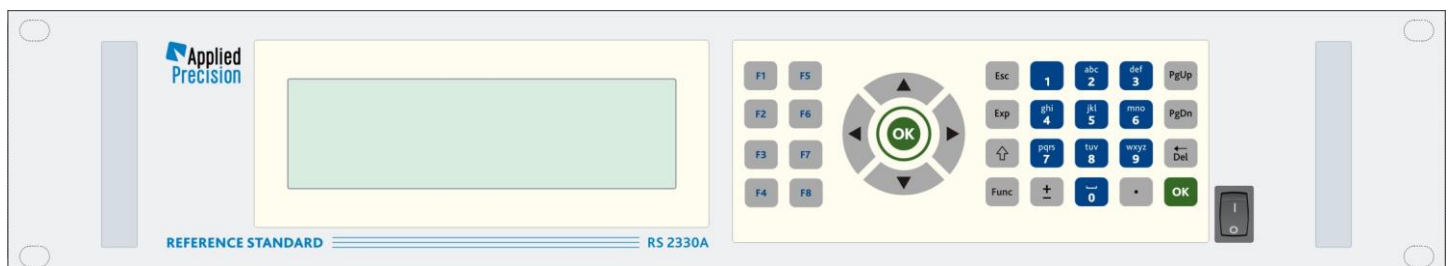 Applied
Precision
REFERENCE STANDARD
RS 2330A
F1 F5
F2 F6
F3 F7
F4 F8
OK
Esc 1 abc 2 def 3 PgUp
Exp ghi 4 jkl 5 mno 6 PgDn
pqrs 7 tuv 8 wxyz 9 ← Del
Func ± 0 . OK
I
O